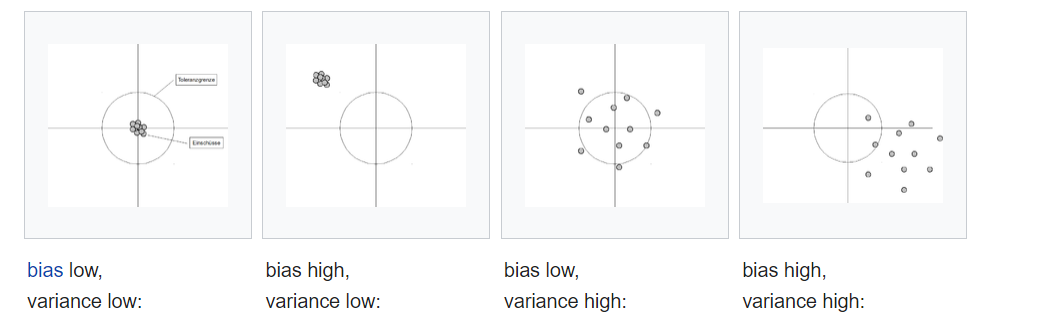 Toleranzgrenze
Einschüsse
bias low,
variance low:
bias high,
variance low:
bias low,
variance high:
bias high,
variance high: